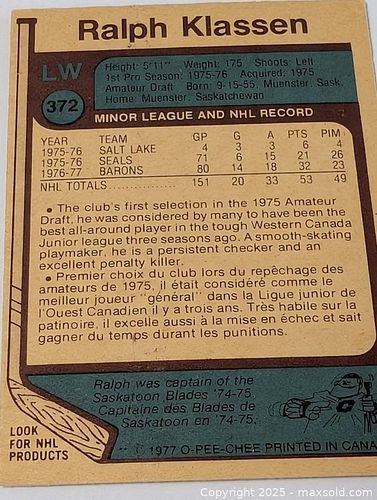 Ralph Klassen
LW
372
Height: 5'11" Weight: 175 Shoots: Left
1st Pro Season: 1975-76 Acquired: 1975
Amateur Draft Born: 9-15-55, Muenster, Sask.
Home: Muenster, Saskatchewan
MINOR LEAGUE AND NHL RECORD
YEAR TEAM GP G A PTS PIM
1975-76 SALT LAKE 4 3 3 6 4
1975-76 SEALS 71 6 15 21 26
1976-77 BARONS 80 14 18 32 23
NHL TOTALS 151 20 33 53 49
• The club's first selection in the 1975 Amateur
Draft, he was considered by many to have been the
best all-around player in the tough Western Canada
Junior league three seasons ago. A smooth-skating
playmaker, he is a persistent checker and an
excellent penalty killer.
• Premier choix du club lors du repêchage des
amateurs de 1975, il était considéré comme le
meilleur joueur "général" dans la Ligue junior de
l'Ouest Canadien il y a trois ans. Très habile sur la
patinoire, il excelle aussi à la mise en échec et sait
gagner du temps durant les punitions.
Ralph was captain of the
Saskatoon Blades '74-75.
Capitaine des Blades de
Saskatoon en '74-75.
LOOK
FOR NHL
PRODUCTS
** © 1977 O-PEE-CHEE PRINTED IN CANA
Copyright © 2025 - maxsold.com